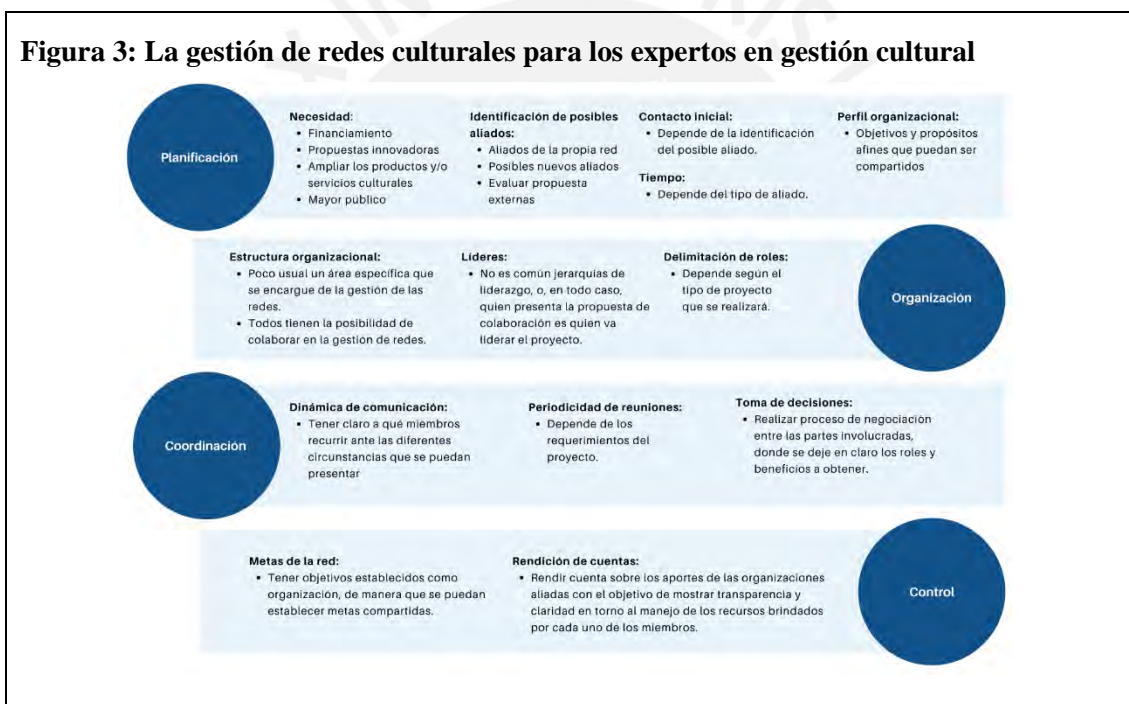 Figura 3: La gestión de redes culturales para los expertos en gestión cultural
Planificación
Necesidad:
• Financiamiento
• Propuestas innovadoras
• Ampliar los productos y/o
servicios culturales
• Mayor público
Identificación de posibles
aliados:
• Aliados de la propia red
• Posibles nuevos aliados
• Evaluar propuesta
externas
Contacto inicial:
• Depende de la identificación
del posible aliado.
Tiempo:
• Depende del tipo de aliado.
Perfil organizacional:
• Objetivos y propósitos
afines que puedan ser
compartidos
Estructura organizacional:
• Poco usual un área específica que
se encargue de la gestión de las
redes.
• Todos tienen la posibilidad de
colaborar en la gestión de redes.
Líderes:
• No es común jerarquías de
liderazgo, o, en todo caso,
quien presenta la propuesta de
colaboración es quien va
liderar el proyecto.
Delimitación de roles:
• Depende según el
tipo de proyecto
que se realizará.
Organización
Coordinación
Dinámica de comunicación:
• Tener claro a qué miembros
recurrir ante las diferentes
circunstancias que se puedan
presentar
Periodicidad de reuniones:
• Depende de los
requerimientos del
proyecto.
Toma de decisiones:
• Realizar proceso de negociación
entre las partes involucradas,
donde se deje en claro los roles y
beneficios a obtener.
Metas de la red:
• Tener objetivos establecidos como
organización, de manera que se puedan
establecer metas compartidas.
Rendición de cuentas:
• Rendir cuenta sobre los aportes de las organizaciones
aliadas con el objetivo de mostrar transparencia y
claridad en torno al manejo de los recursos brindados
por cada uno de los miembros.
Control